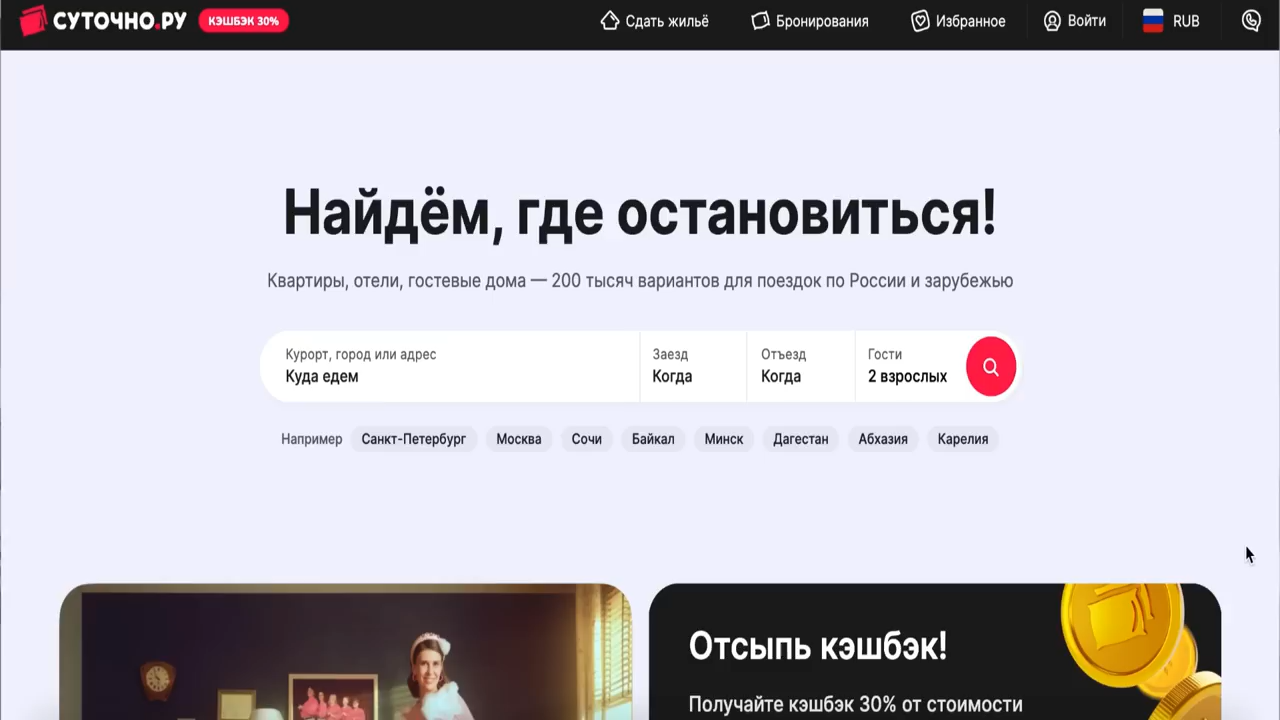 СУТОЧНО.РУ КЭШБЭК 30% Сдать жильё Бронирования Избранное Войти RUB
Найдём, где остановиться!
Квартиры, отели, гостевые дома — 200 тысяч вариантов для поездок по России и зарубежью
Курорт, город или адрес Заезд Отъезд Гости
Куда едем Когда Когда 2 взрослых
Например Санкт-Петербург Москва Сочи Байкал Минск Дагестан Абхазия Карелия
Отсыпь кэшбэк!
Получайте кэшбэк 30% от стоимости